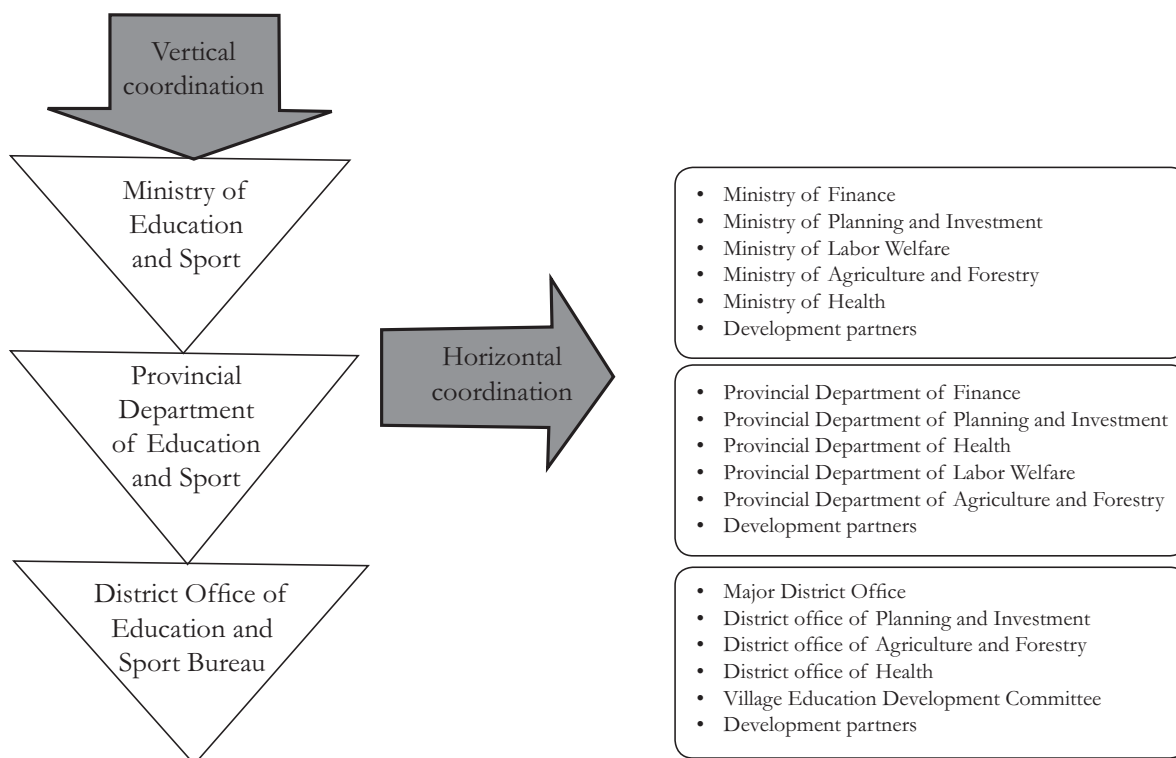 Vertical
coordination
Ministry of
Education
and Sport
Provincial
Department
of Education
and Sport
District Office of
Education and
Sport Bureau
Horizontal
coordination
• Ministry of Finance
• Ministry of Planning and Investment
• Ministry of Labor Welfare
• Ministry of Agriculture and Forestry
• Ministry of Health
• Development partners
• Provincial Department of Finance
• Provincial Department of Planning and Investment
• Provincial Department of Health
• Provincial Department of Labor Welfare
• Provincial Department of Agriculture and Forestry
• Development partners
• Major District Office
• District office of Planning and Investment
• District office of Agriculture and Forestry
• District office of Health
• Village Education Development Committee
• Development partners